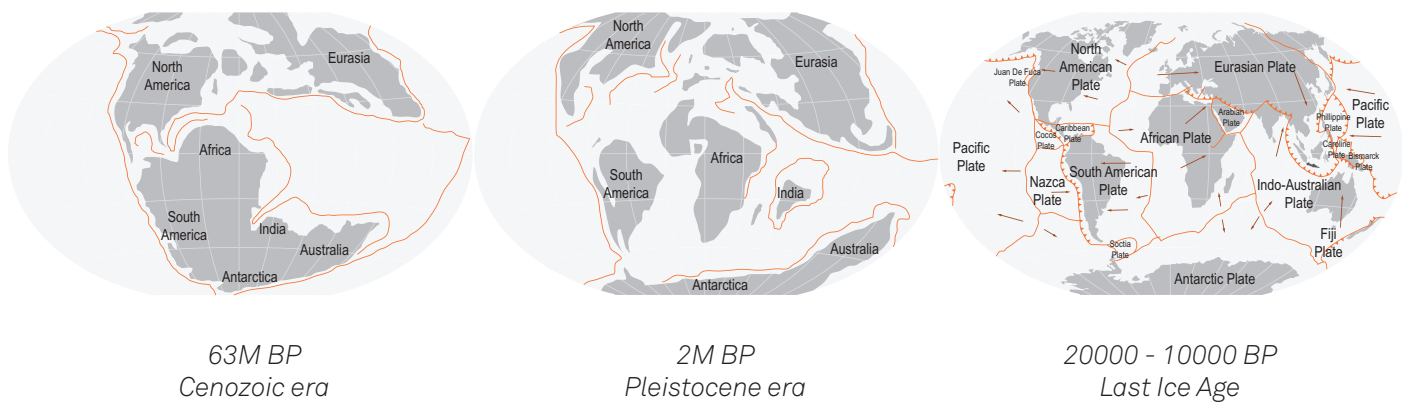 North
America
Eurasia
Africa
South
America
India
Australia
Antarctica
63M BP
Cenozoic era
North
America
Eurasia
Africa
South
America
India
Australia
Antarctica
2M BP
Pleistocene era
North
American
Plate
Juan De Fuca
Plate
Eurasian Plate
Pacific
Plate
Arabian
Plate
Phillippine
Plate
Caribbean
Plate
Cocos
Plate
African Plate
Caroline
Plate
Bismarck
Plate
Pacific
Plate
South American
Plate
Nazca
Plate
Indo-Australian
Plate
Fiji
Plate
Soctia
Plate
Antarctic Plate
20000 - 10000 BP
Last Ice Age